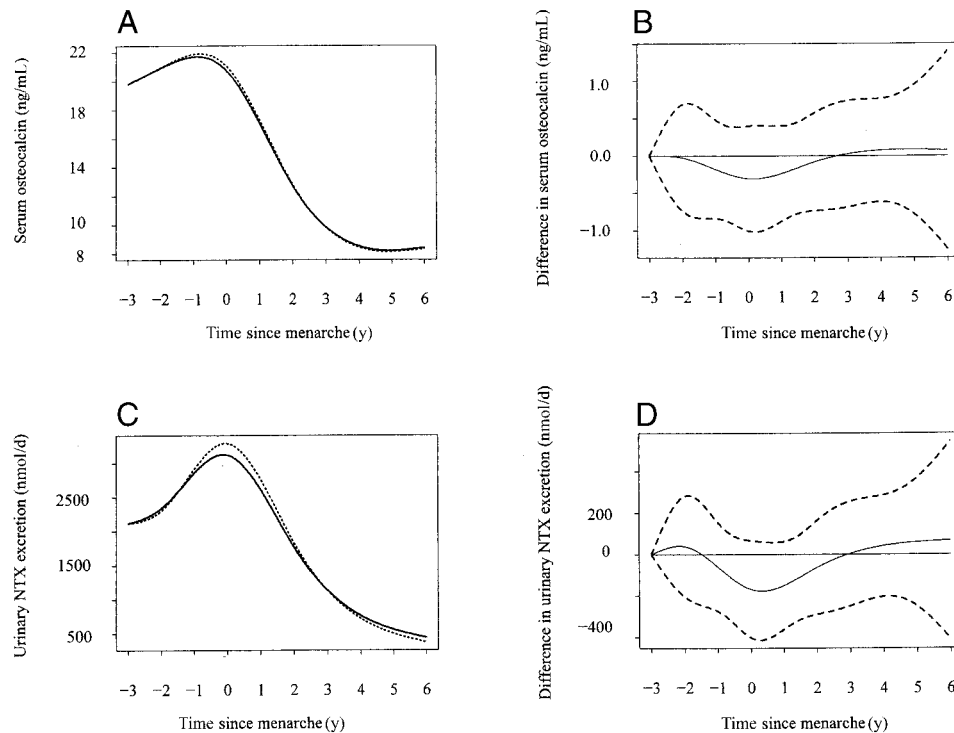 A
Serum osteocalcin (ng/mL)
22
18
14
10
8
−3 −2 −1 0 1 2 3 4 5 6
Time since menarche (y)
B
Difference in serum osteocalcin (ng/mL)
1.0
0.0
−1.0
−3 −2 −1 0 1 2 3 4 5 6
Time since menarche (y)
C
Urinary NTX excretion (nmol/d)
2500
1500
500
−3 −2 −1 0 1 2 3 4 5 6
Time since menarche (y)
D
Difference in urinary NTX excretion (nmol/d)
200
0
−400
−3 −2 −1 0 1 2 3 4 5 6
Time since menarche (y)